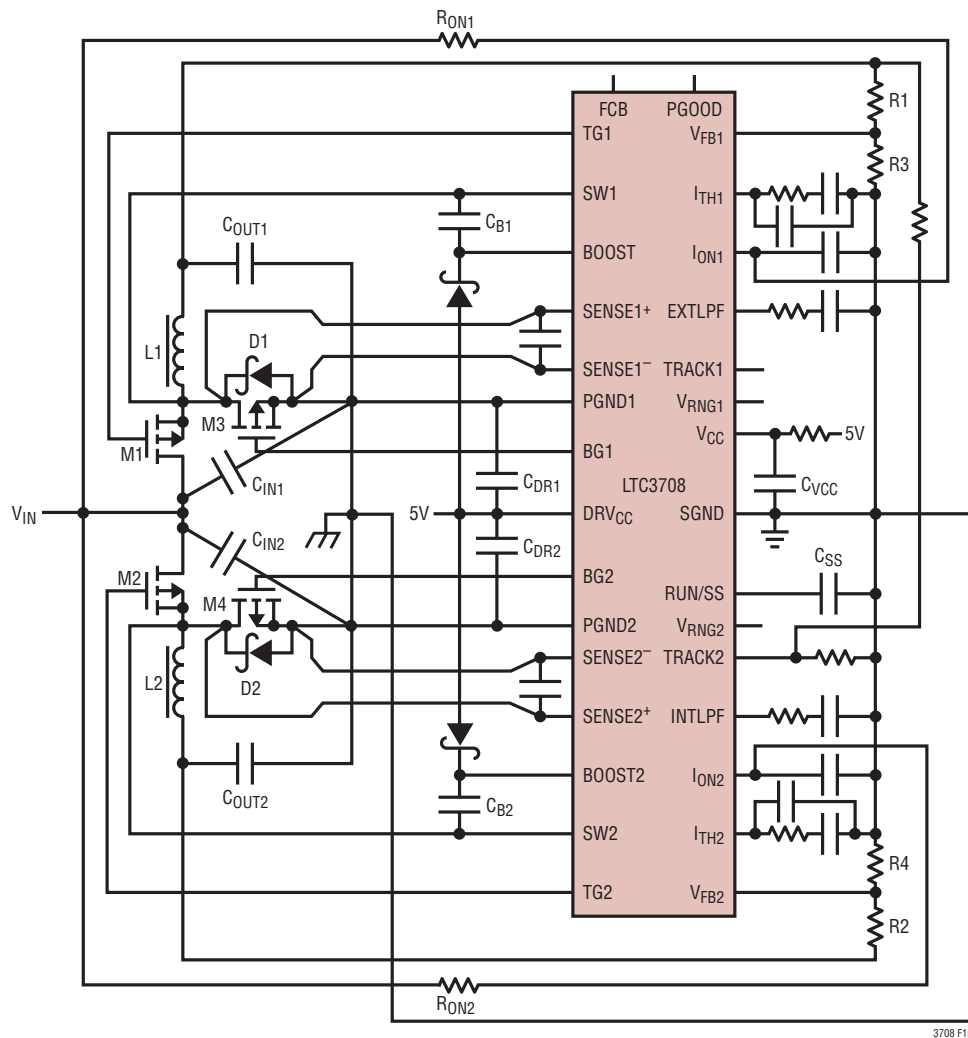 RON1
FCB
PGOOD
TG1
VFB1
R1
R3
SW1
ITH1
COUT1
CB1
BOOST
ION1
SENSE1+
EXTLPF
L1
D1
SENSE1–
TRACK1
M3
PGND1
VRNG1
M1
BG1
VCC
5V
CIN1
CDR1
LTC3708
CVCC
VIN
5V
DRVCC
SGND
CIN2
CDR2
CSS
M2
M4
BG2
RUN/SS
PGND2
VRNG2
SENSE2–
TRACK2
L2
D2
SENSE2+
INTLPF
COUT2
BOOST2
ION2
CB2
SW2
ITH2
R4
TG2
VFB2
R2
RON2